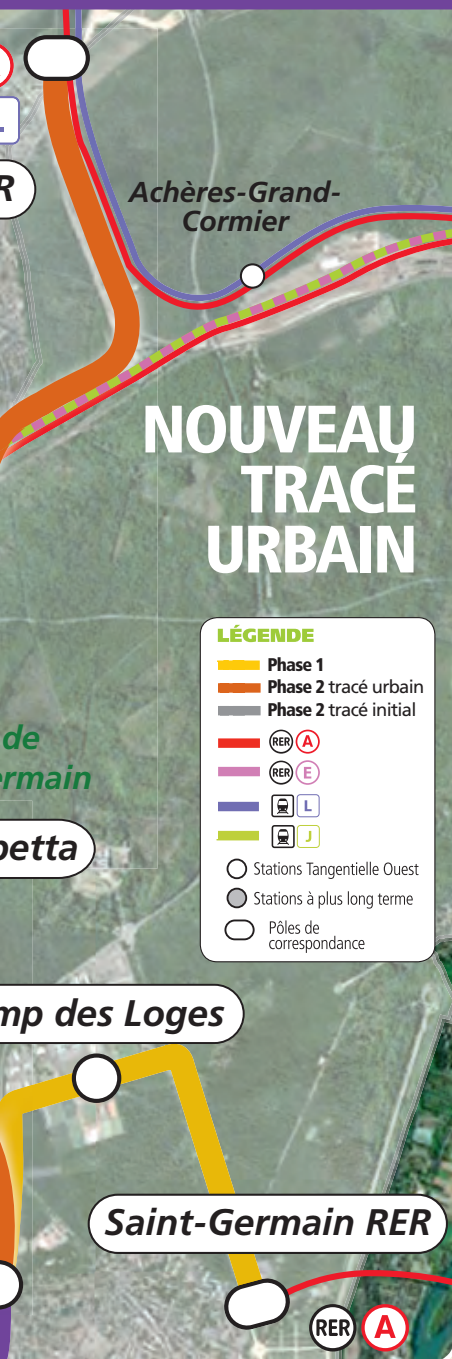 L
R
Achères-Grand-
Cormier
NOUVEAU
TRACÉ
URBAIN
LÉGENDE
Phase 1
Phase 2 tracé urbain
Phase 2 tracé initial
RER A
RER E
L
J
Stations Tangentielle Ouest
Stations à plus long terme
Pôles de
correspondance
de
ermain
betta
mp des Loges
Saint-Germain RER
RER A